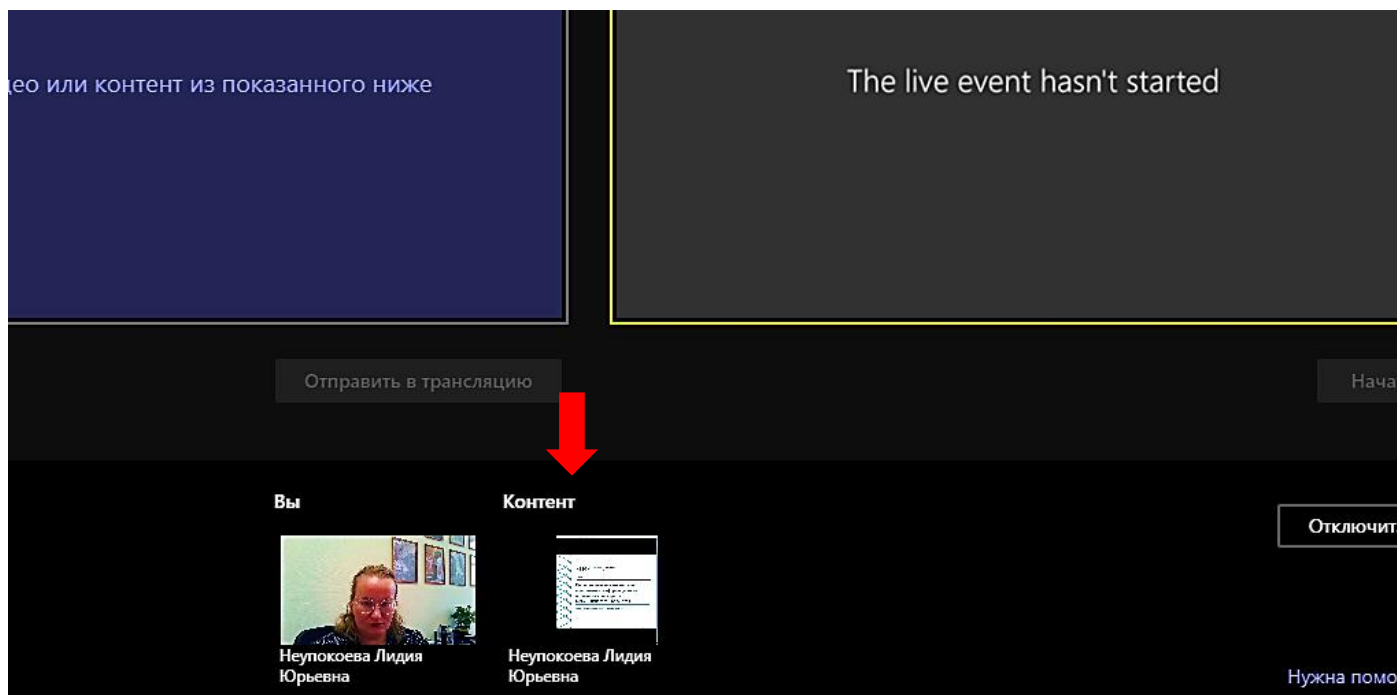 ео или контент из показанного ниже
The live event hasn't started
Отправить в трансляцию
Нача
Вы
Контент
Отключит
Неупокоева Лидия
Юрьевна
Неупокоева Лидия
Юрьевна
Нужна помо